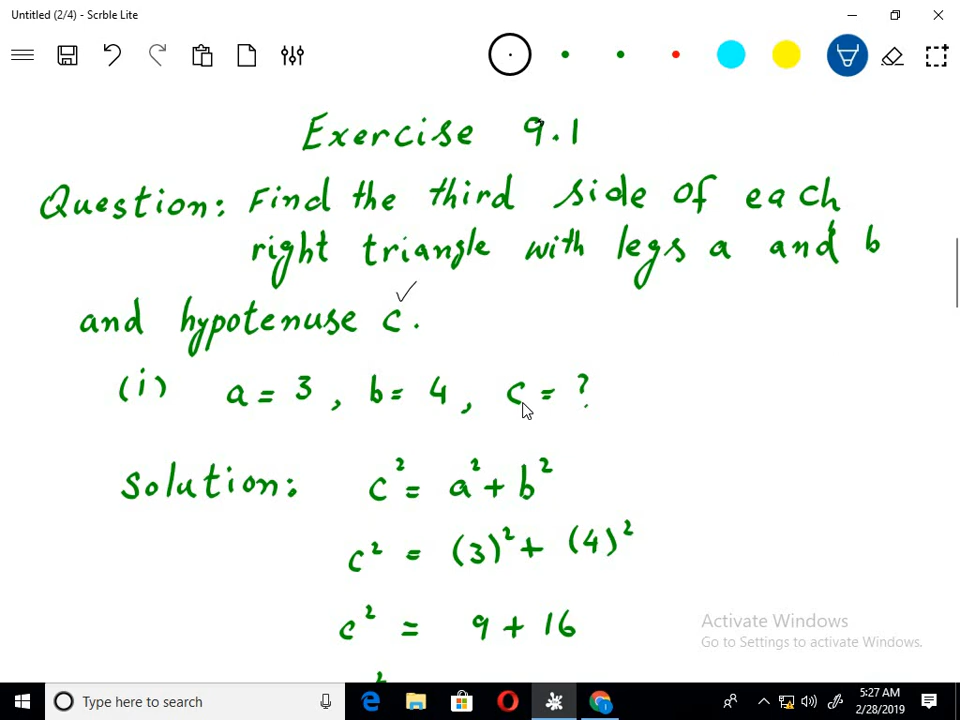 Untitled (2/4) - Scrble Lite
Exercise 9.1
Question: Find the third side of each
right triangle with legs a and b
and hypotenuse c. ✓
(i) a = 3, b = 4, c = ?
Solution: c² = a² + b²
c² = (3)² + (4)²
c² = 9 + 16
Activate Windows
Go to Settings to activate Windows.
Type here to search
5:27 AM
2/28/2019